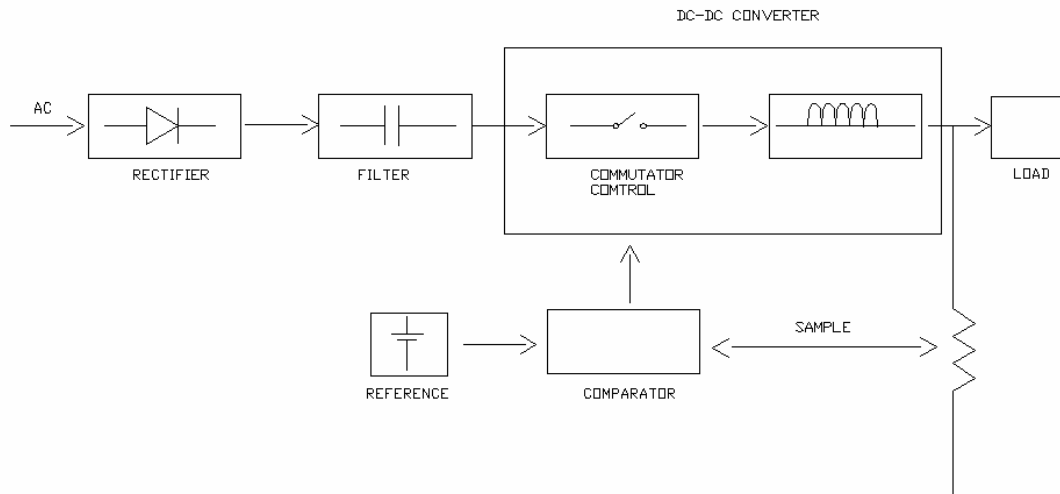 DC-DC CONVERTER
AC
RECTIFIER
FILTER
COMMUTATOR
COMTROL
LOAD
SAMPLE
REFERENCE
COMPARATOR